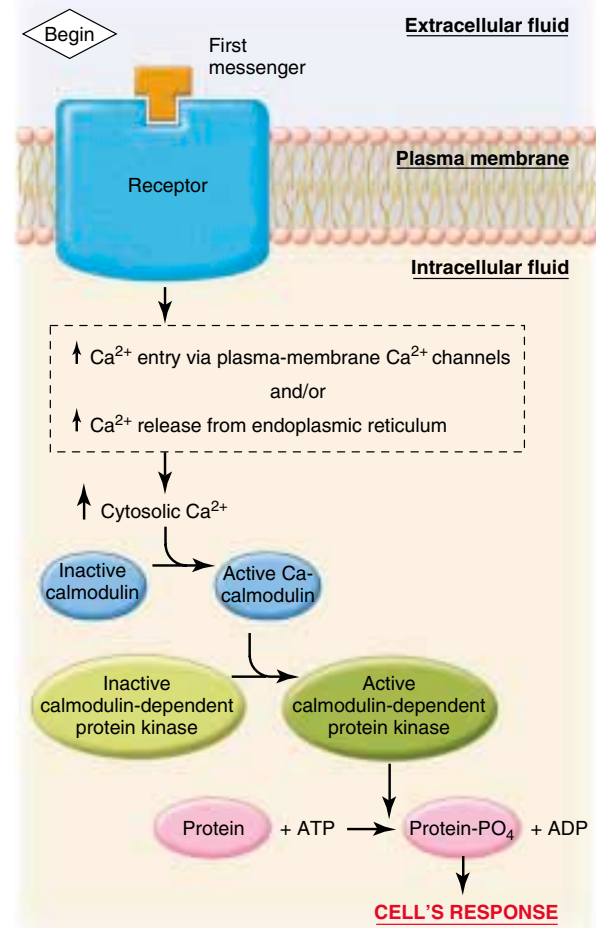 Begin
First
messenger
Extracellular fluid
Receptor
Plasma membrane
Intracellular fluid
Ca²⁺ entry via plasma-membrane Ca²⁺ channels
and/or
Ca²⁺ release from endoplasmic reticulum
Cytosolic Ca²⁺
Inactive
calmodulin
Active Ca-
calmodulin
Inactive
calmodulin-dependent
protein kinase
Active
calmodulin-dependent
protein kinase
Protein + ATP Protein-PO₄ + ADP
CELL'S RESPONSE